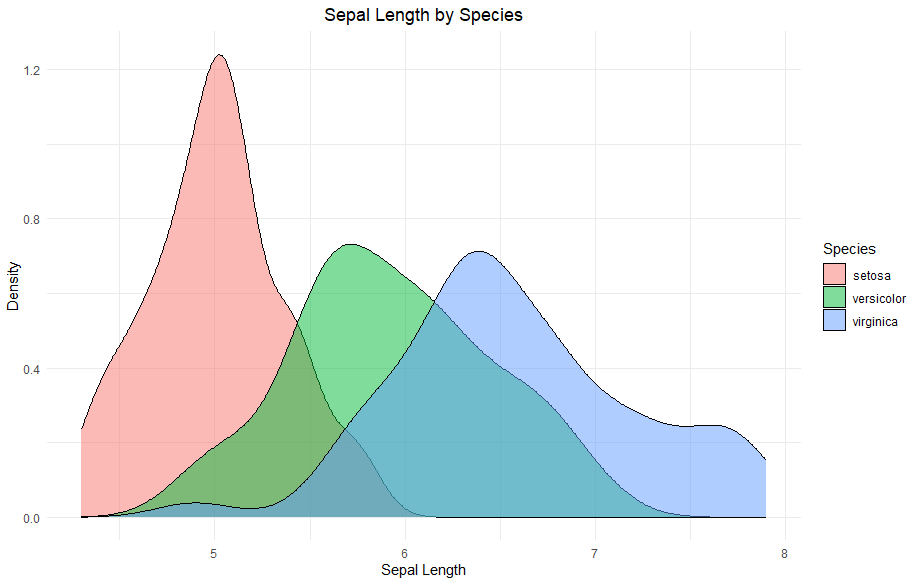 Sepal Length by Species
Density
1.2
0.8
0.4
0.0
5
6
7
8
Sepal Length
Species
setosa
versicolor
virginica